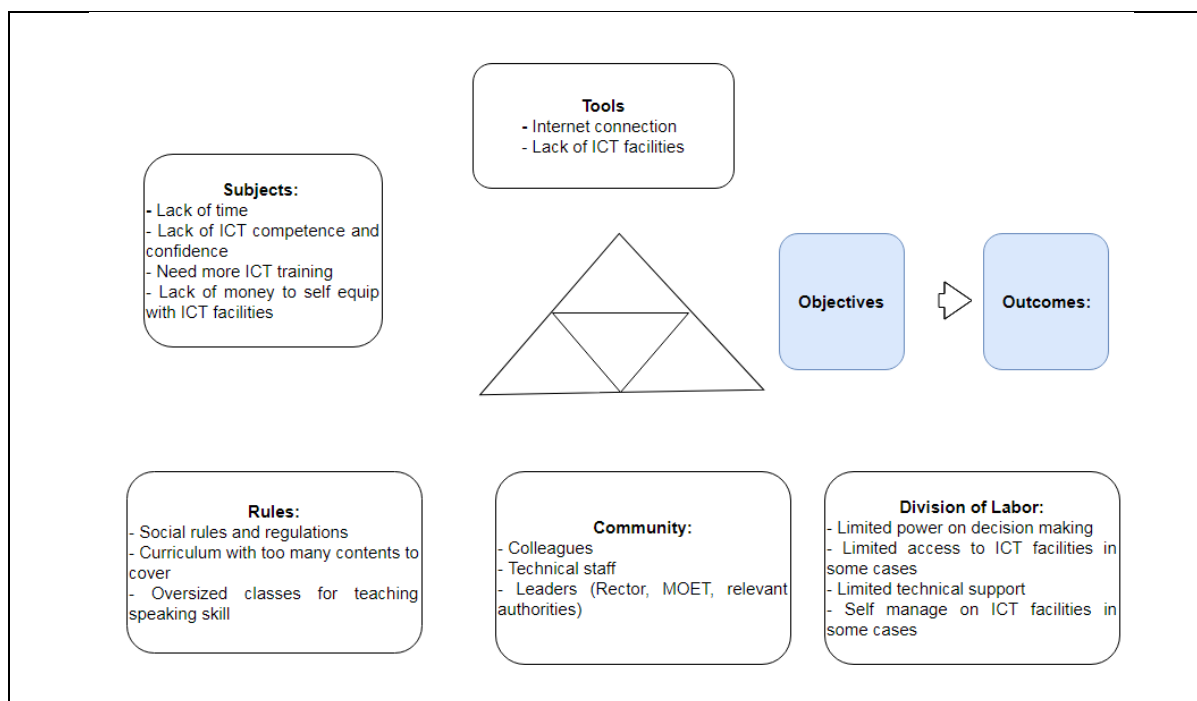 Tools
- Internet connection
- Lack of ICT facilities
Subjects:
- Lack of time
- Lack of ICT competence and
confidence
- Need more ICT training
- Lack of money to self equip
with ICT facilities
Objectives
Outcomes:
Rules:
- Social rules and regulations
- Curriculum with too many contents to
cover
- Oversized classes for teaching
speaking skill
Community:
- Colleagues
- Technical staff
- Leaders (Rector, MOET, relevant
authorities)
Division of Labor:
- Limited power on decision making
- Limited access to ICT facilities in
some cases
- Limited technical support
- Self manage on ICT facilities in
some cases